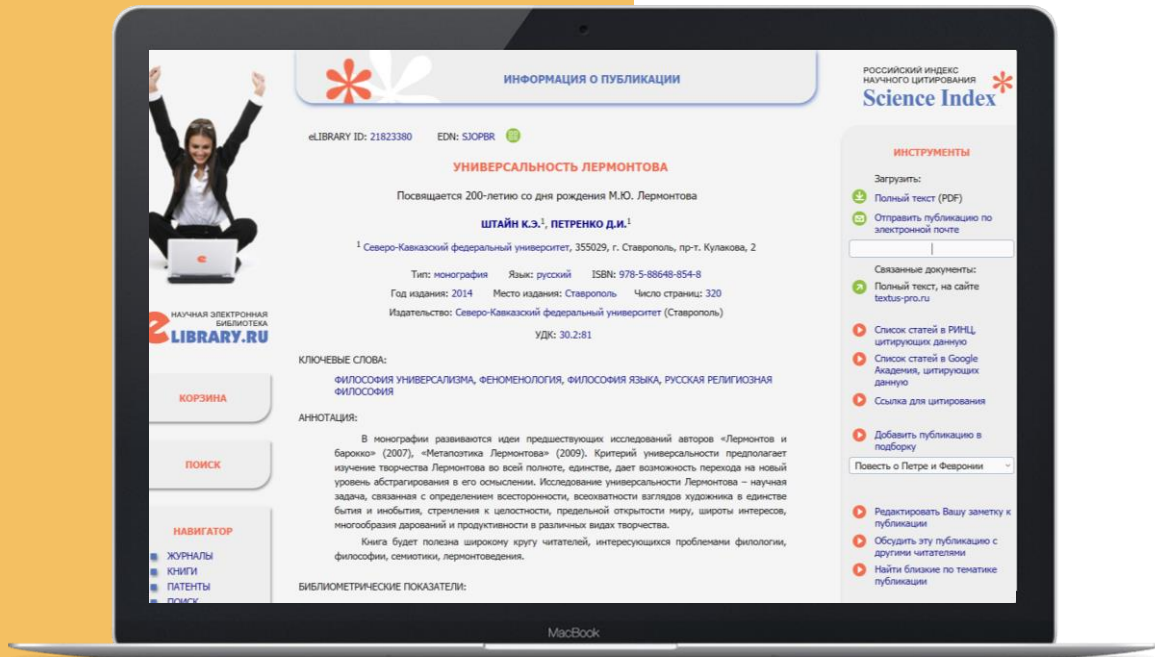 ИНФОРМАЦИЯ О ПУБЛИКАЦИИ
eLIBRARY ID: 21823380 EDN: SJOPBR
УНИВЕРСАЛЬНОСТЬ ЛЕРМОНТОВА
Посвящается 200-летию со дня рождения М.Ю. Лермонтова
ШТАЙН К.Э.1, ПЕТРЕНКО Д.И.1
1 Северо-Кавказский федеральный университет, 355029, г. Ставрополь, пр-т. Кулакова, 2
Тип: монография Язык: русский ISBN: 978-5-88648-854-8
Год издания: 2014 Место издания: Ставрополь Число страниц: 320
Издательство: Северо-Кавказский федеральный университет (Ставрополь)
УДК: 30.2:81
КЛЮЧЕВЫЕ СЛОВА:
ФИЛОСОФИЯ УНИВЕРСАЛИЗМА, ФЕНОМЕНОЛОГИЯ, ФИЛОСОФИЯ ЯЗЫКА, РУССКАЯ РЕЛИГИОЗНАЯ
ФИЛОСОФИЯ
АННОТАЦИЯ:
В монографии развиваются идеи предшествующих исследований авторов «Лермонтов и
барокко» (2007), «Метапоэтика Лермонтова» (2009). Критерий универсальности предполагает
изучение творчества Лермонтова во всей полноте, единстве, дает возможность перехода на новый
уровень абстрагирования в его осмыслении. Исследование универсальности Лермонтова – научная
задача, связанная с определением всесторонности, всеохватности взглядов художника в единстве
бытия и инобытия, стремления к целостности, предельной открытости миру, широты интересов,
многообразия дарований и продуктивности в различных видах творчества.
Книга будет полезна широкому кругу читателей, интересующихся проблемами филологии,
философии, семиотики, лермонтоведения.
БИБЛИОМЕТРИЧЕСКИЕ ПОКАЗАТЕЛИ:
НАУЧНАЯ ЭЛЕКТРОННАЯ
БИБЛИОТЕКА
eLIBRARY.RU
КОРЗИНА
ПОИСК
НАВИГАТОР
ЖУРНАЛЫ
КНИГИ
ПАТЕНТЫ
ПОИСК
РОССИЙСКИЙ ИНДЕКС
НАУЧНОГО ЦИТИРОВАНИЯ
Science Index
ИНСТРУМЕНТЫ
Загрузить:
Полный текст (PDF)
Отправить публикацию по
электронной почте
Связанные документы:
Полный текст, на сайте
textus-pro.ru
Список статей в РИНЦ,
цитирующих данную
Список статей в Google
Академия, цитирующих
данную
Ссылка для цитирования
Добавить публикацию в
подборку
Повесть о Петре и Февронии
Редактировать Вашу заметку к
публикации
Обсудить эту публикацию с
другими читателями
Найти близкие по тематике
публикации
MacBook